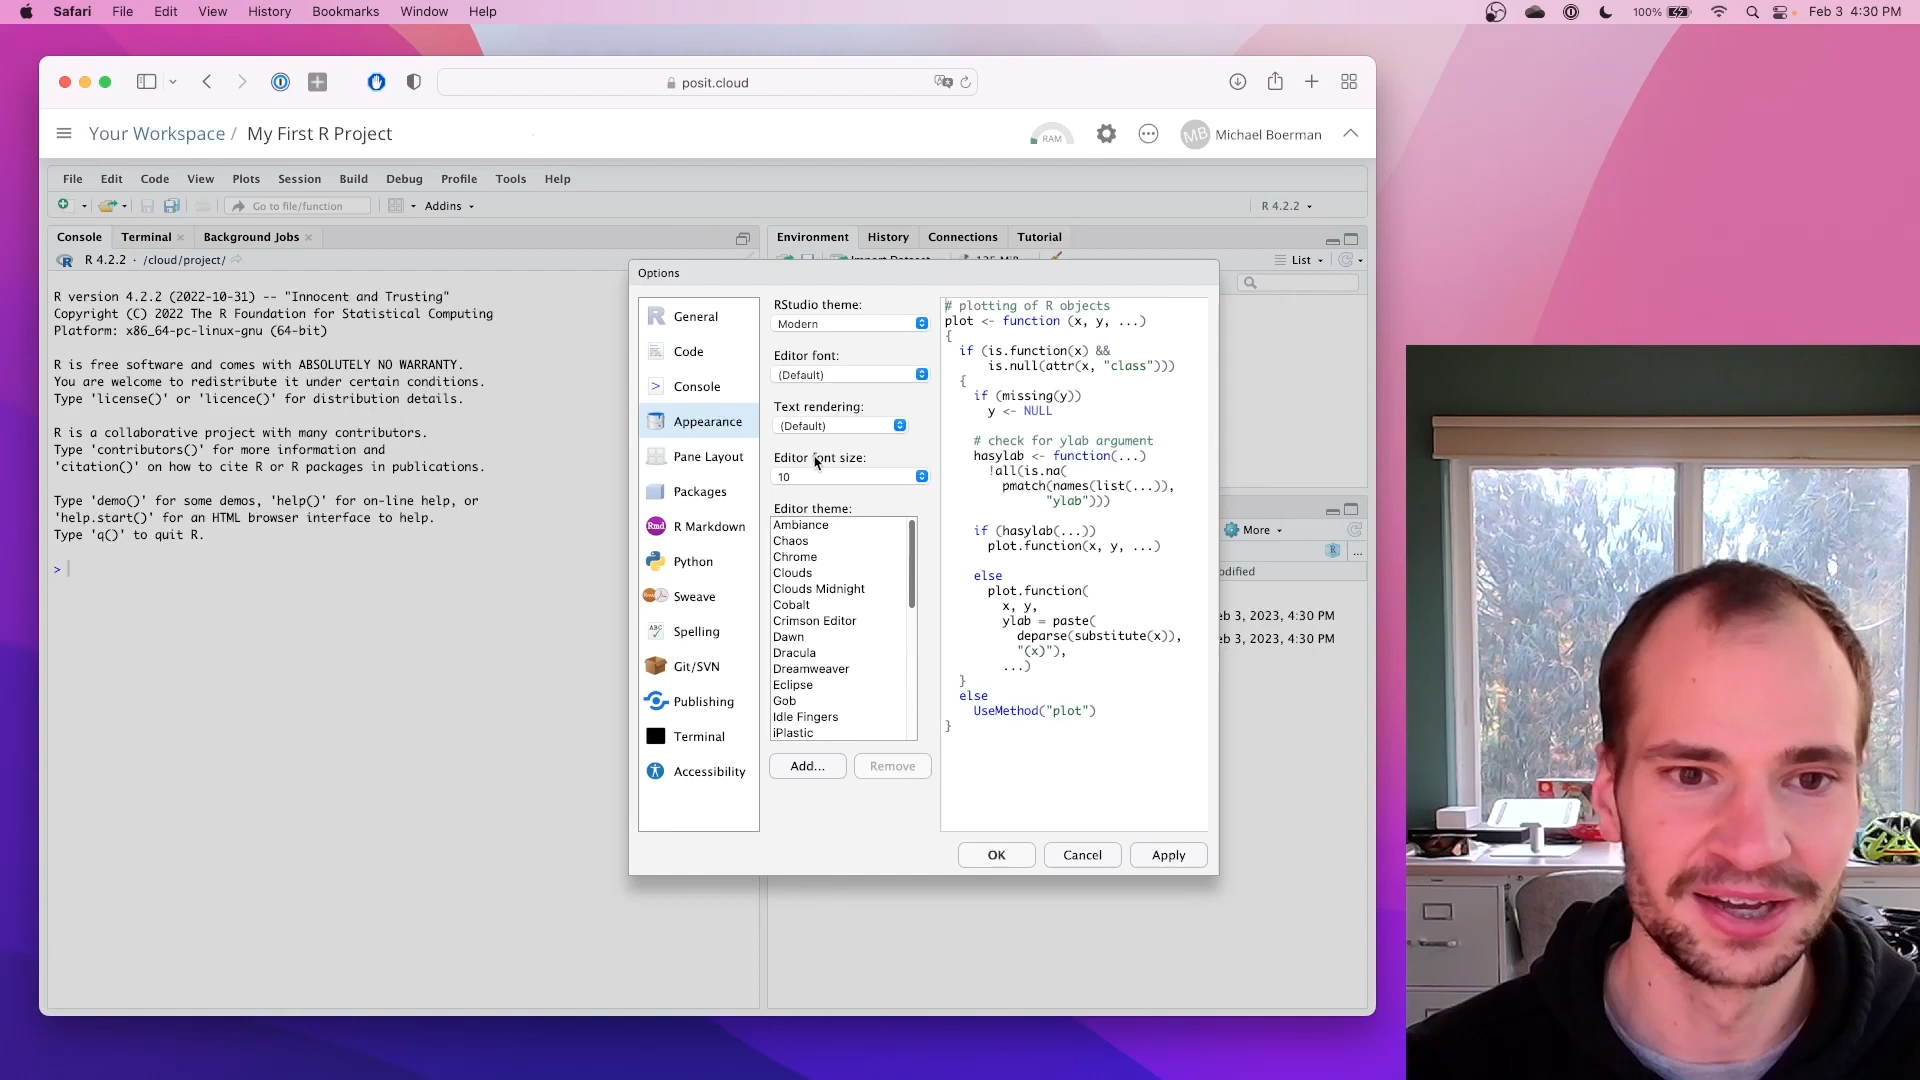 Safari File Edit View History Bookmarks Window Help
100% Feb 3 4:30 PM
posit.cloud
Your Workspace / My First R Project
RAM
MB Michael Boerman
File Edit Code View Plots Session Build Debug Profile Tools Help
Go to file/function
Addins
R 4.2.2
Console Terminal Background Jobs
R 4.2.2 · /cloud/project/
R version 4.2.2 (2022-10-31) -- "Innocent and Trusting"
Copyright (C) 2022 The R Foundation for Statistical Computing
Platform: x86_64-pc-linux-gnu (64-bit)
R is free software and comes with ABSOLUTELY NO WARRANTY.
You are welcome to redistribute it under certain conditions.
Type 'license()' or 'licence()' for distribution details.
R is a collaborative project with many contributors.
Type 'contributors()' for more information and
'citation()' on how to cite R or R packages in publications.
Type 'demo()' for some demos, 'help()' for on-line help, or
'help.start()' for an HTML browser interface to help.
Type 'q()' to quit R.
>
Environment History Connections Tutorial
Import Dataset 135 MiB
List
More
odified
eb 3, 2023, 4:30 PM
eb 3, 2023, 4:30 PM
Options
General
Code
Console
Appearance
Pane Layout
Packages
Rmd R Markdown
Python
Sweave
ABC Spelling
Git/SVN
Publishing
Terminal
Accessibility
RStudio theme:
Modern
Editor font:
(Default)
Text rendering:
(Default)
Editor font size:
10
Editor theme:
Ambiance
Chaos
Chrome
Clouds
Clouds Midnight
Cobalt
Crimson Editor
Dawn
Dracula
Dreamweaver
Eclipse
Gob
Idle Fingers
iPlastic
Add... Remove
# plotting of R objects
plot <- function (x, y, ...)
{
if (is.function(x) &&
is.null(attr(x, "class")))
{
if (missing(y))
y <- NULL
# check for ylab argument
hasylab <- function(...)
!all(is.na(
pmatch(names(list(...)),
"ylab")))
if (hasylab(...))
plot.function(x, y, ...)
else
plot.function(
x, y,
ylab = paste(
deparse(substitute(x)),
"(x)"),
...)
}
else
UseMethod("plot")
}
OK Cancel Apply